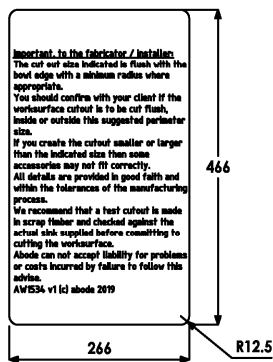 Important, to the fabricator / installer:
The cut out size indicated is flush with the
bowl edge with a minimum radius where
appropriate.
You should confirm with your client if the
worksurface cutout is to be cut flush,
inside or outside this suggested perimeter
size.
If you create the cutout smaller or larger
than the indicated size then some
accessories may not fit correctly.
All details are provided in good faith and
within the tolerances of the manufacturing
process.
We recommend that a test cutout is made
in scrap timber and checked against the
actual sink supplied before committing to
cutting the worksurface.
Abode can not accept liability for problems
or costs incurred by failure to follow this
advise.
AW1534 v1 (c) abode 2019
466
266
R12.5